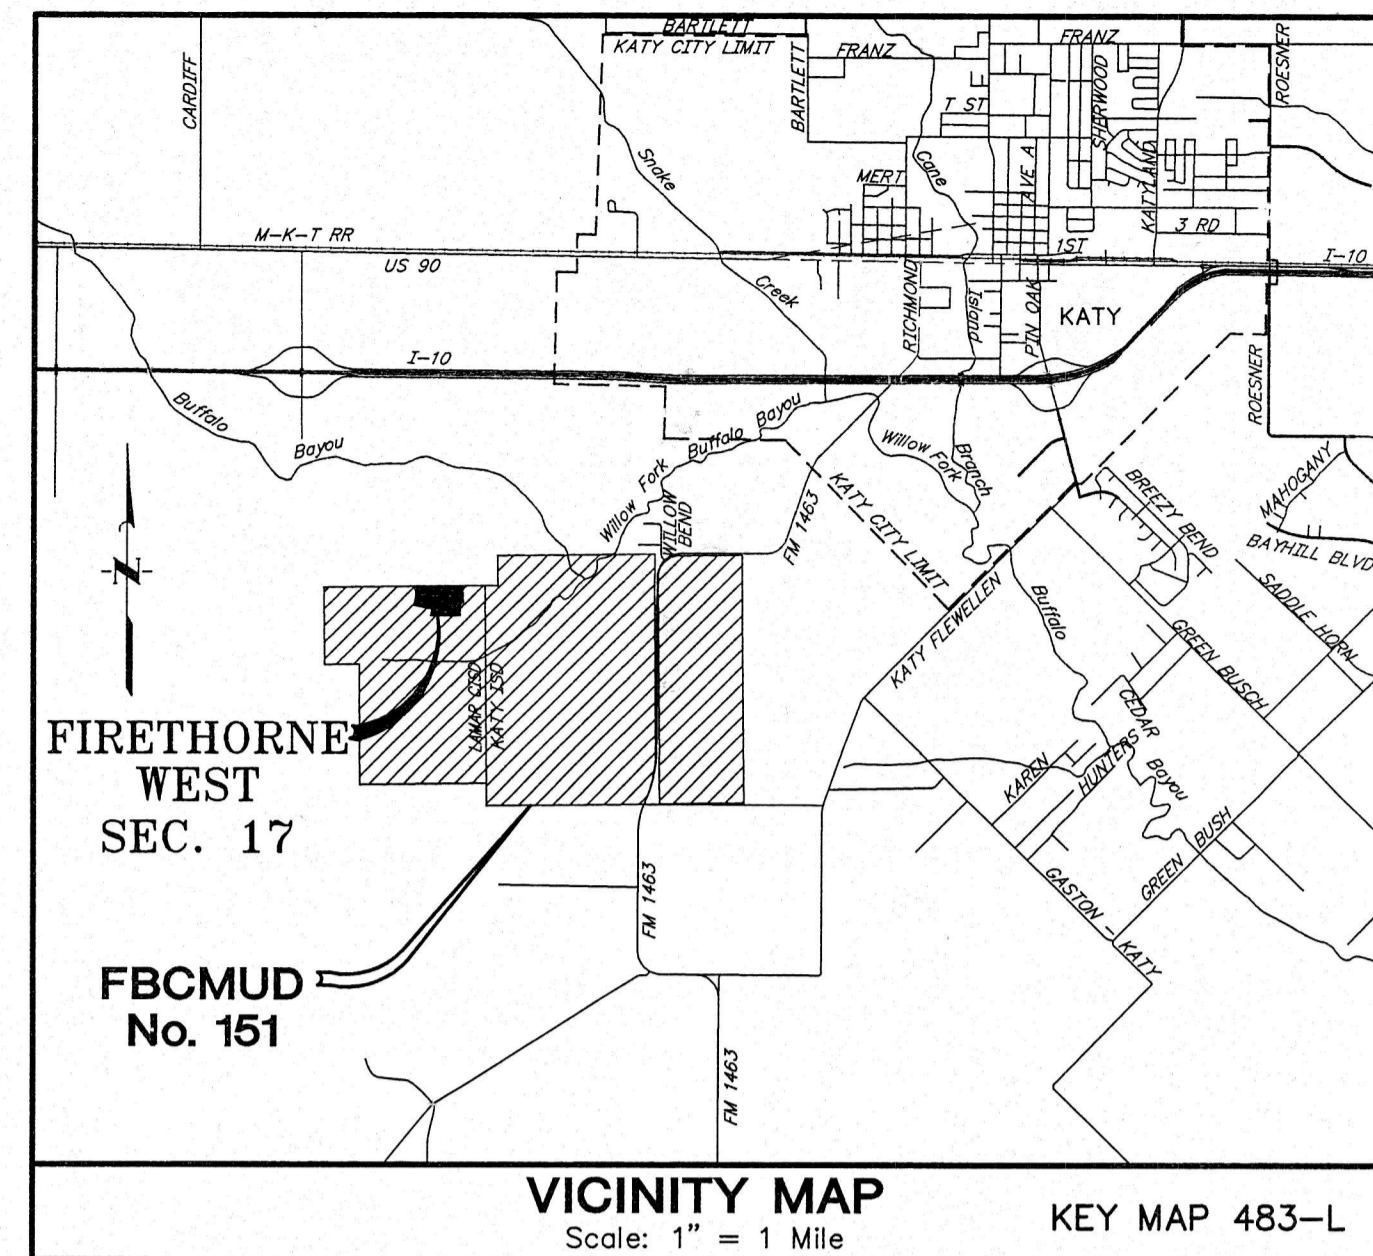 BARTLETT
KATY CITY LIMIT
CARDIFF
BARTLETT
FRANZ
FRANZ
ROESNER
SHERWOOD
T ST
Snake
Cane
AVE A
KATYLAND
MERT
3 RD
M-K-T RR
1ST
US 90
I-10
Creek
RICHMOND
Island
PIN OAK
KATY
I-10
ROESNER
Buffalo
Bayou
Buffalo
Bayou
Willow Fork
Branch
Willow Fork
WILLOW
BEND
FM 1463
KATY CITY LIMIT
BREEZY BEND
MAHOGANY
BAYHILL BLVD
SADDLE HORN
Buffalo
KATY FLEWELLEN
GREEN BUSCH
LAMAR CISD
KATY ISD
CEDAR
FIRETHORNE
WEST
SEC. 17
KAREN
HUNTERS
Bayou
GREEN BUSH
FM 1463
GASTON - KATY
FBCMUD
No. 151
FM 1463
VICINITY MAP
Scale: 1" = 1 Mile
KEY MAP 483-L
N